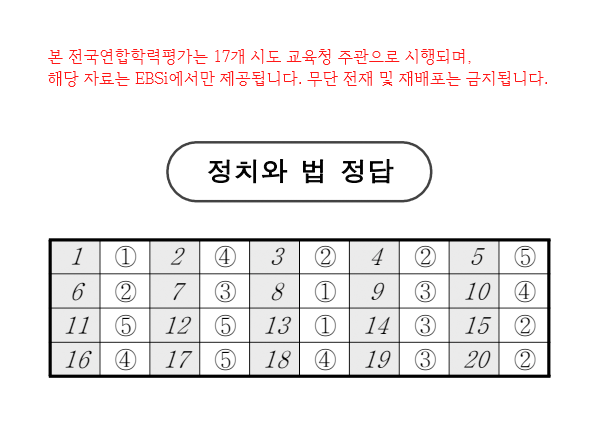 본 전국연합학력평가는 17개 시도 교육청 주관으로 시행되며,
해당 자료는 EBSi에서만 제공됩니다. 무단 전재 및 재배포는 금지됩니다.
정치와 법 정답
1 ① 2 ④ 3 ② 4 ② 5 ⑤
6 ② 7 ③ 8 ① 9 ③ 10 ④
11 ⑤ 12 ⑤ 13 ① 14 ③ 15 ②
16 ④ 17 ⑤ 18 ④ 19 ③ 20 ②